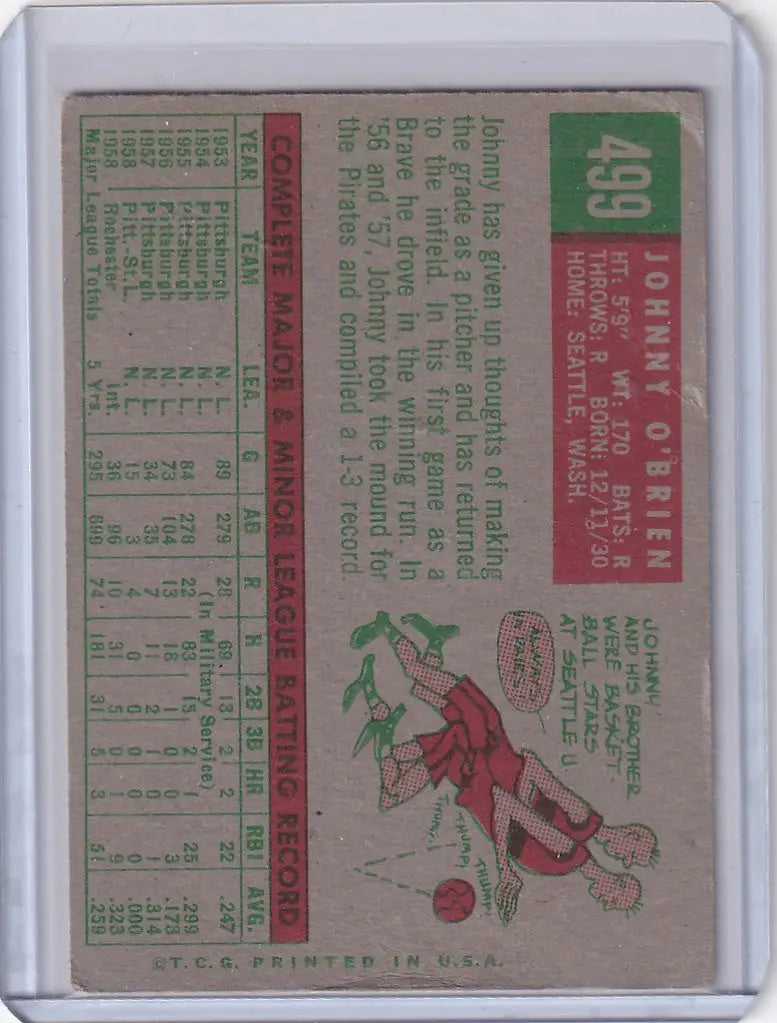 499
JOHNNY O'BRIEN
HT: 5'9" WT: 170 BATS: R
THROWS: R BORN: 12/11/30
HOME: SEATTLE, WASH.
Johnny has given up thoughts of making
the grade as a pitcher and has returned
to the infield. In his first game as a
Brave he drove in the winning run. In
'56 and '57, Johnny took the mound for
the Pirates and compiled a 1-3 record.
JOHNNY
AND HIS BROTHER
WERE BASKET-
BALL STARS
AT SEATTLE U.
ALWAYS
IN PAIRS!
THUMP!
THUMP!
THUMP!
COMPLETE MAJOR & MINOR LEAGUE BATTING RECORD
YEAR TEAM LEA. G AB R H 2B 3B HR RBI AVG.
1953 Pittsburgh N. L. 89 279 28 69 13 2 2 22 .247
1954 Pittsburgh N. L. (In Military Service)
1955 Pittsburgh N. L. 84 278 22 83 15 2 1 25 .299
1956 Pittsburgh N. L. 73 104 13 18 1 0 0 3 .173
1957 Pittsburgh N. L. 34 35 7 11 2 1 0 1 .314
1958 Pitt.-St.L. N. L. 15 3 4 0 0 0 0 0 .000
1958 Rochester Int. 36 96 10 31 5 0 1 9 .323
Major League Totals 5 Yrs. 295 699 74 181 31 5 3 51 .259
©T.C.G. PRINTED IN U.S.A.